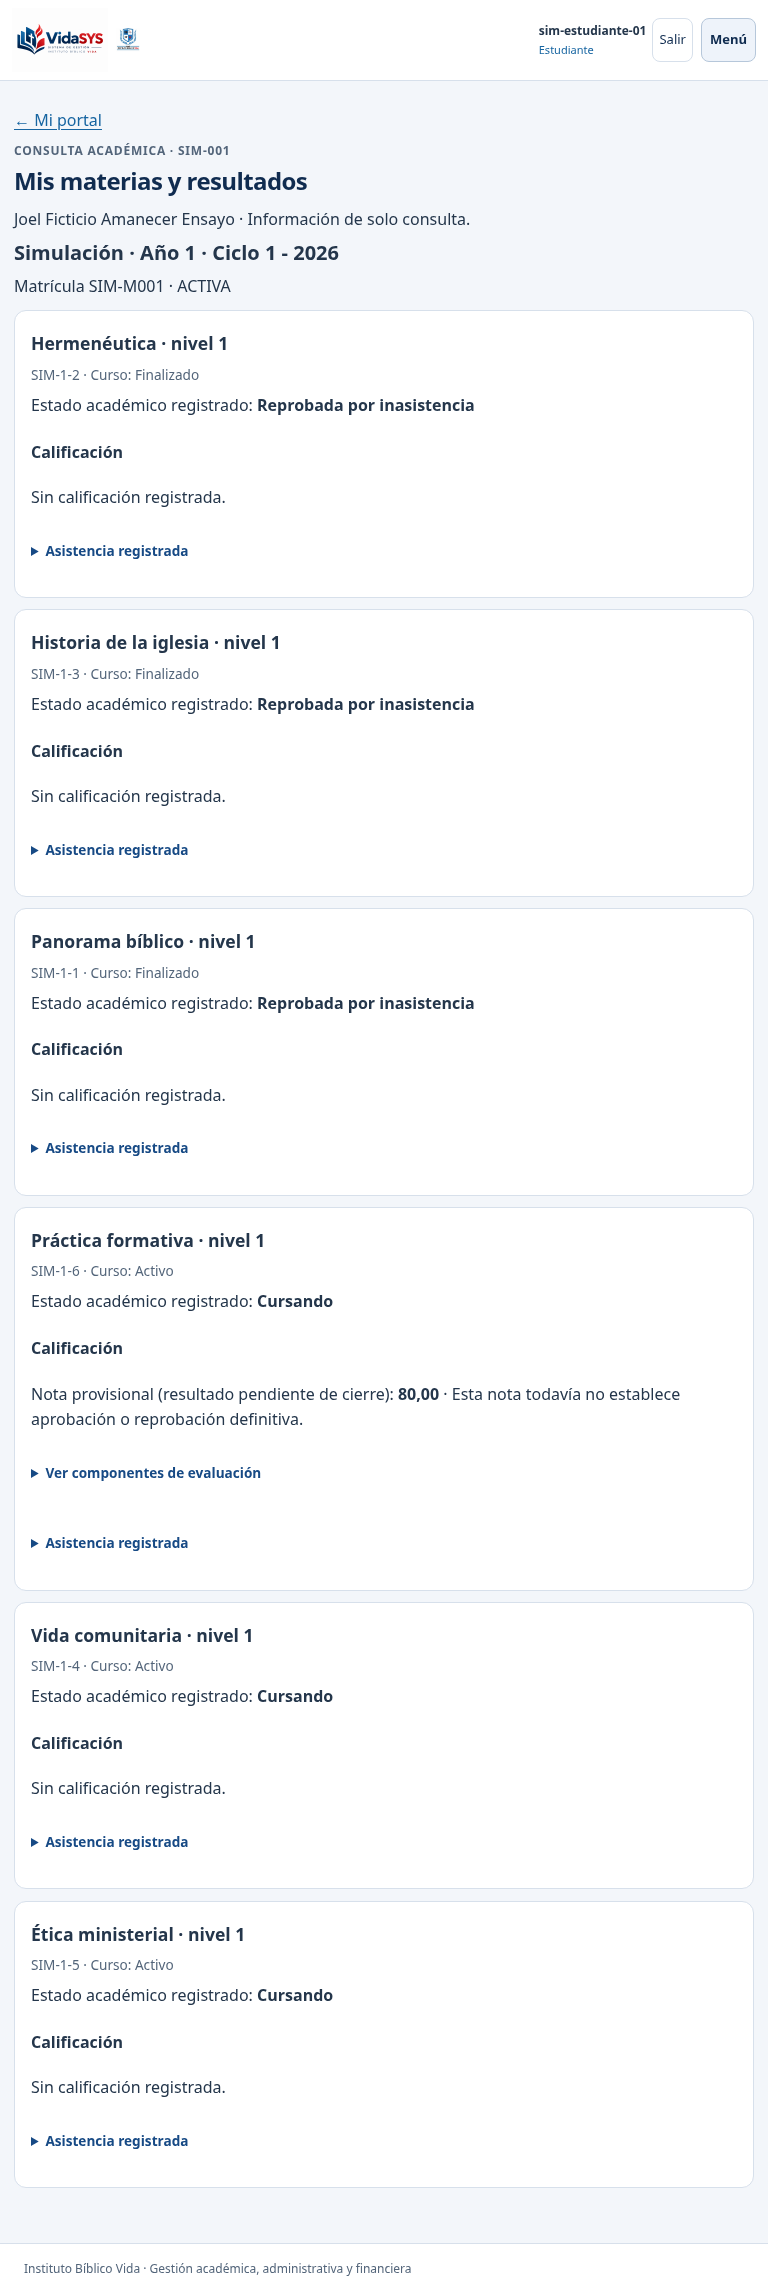 VidaSYS
SISTEMA DE GESTIÓN
INSTITUTO BÍBLICO VIDA
sim-estudiante-01
Estudiante
Salir
Menú
← Mi portal
CONSULTA ACADÉMICA · SIM-001
Mis materias y resultados
Joel Ficticio Amanecer Ensayo · Información de solo consulta.
Simulación · Año 1 · Ciclo 1 - 2026
Matrícula SIM-M001 · ACTIVA
Hermenéutica · nivel 1
SIM-1-2 · Curso: Finalizado
Estado académico registrado: Reprobada por inasistencia
Calificación
Sin calificación registrada.
▶ Asistencia registrada
Historia de la iglesia · nivel 1
SIM-1-3 · Curso: Finalizado
Estado académico registrado: Reprobada por inasistencia
Calificación
Sin calificación registrada.
▶ Asistencia registrada
Panorama bíblico · nivel 1
SIM-1-1 · Curso: Finalizado
Estado académico registrado: Reprobada por inasistencia
Calificación
Sin calificación registrada.
▶ Asistencia registrada
Práctica formativa · nivel 1
SIM-1-6 · Curso: Activo
Estado académico registrado: Cursando
Calificación
Nota provisional (resultado pendiente de cierre): 80,00 · Esta nota todavía no establece
aprobación o reprobación definitiva.
▶ Ver componentes de evaluación
▶ Asistencia registrada
Vida comunitaria · nivel 1
SIM-1-4 · Curso: Activo
Estado académico registrado: Cursando
Calificación
Sin calificación registrada.
▶ Asistencia registrada
Ética ministerial · nivel 1
SIM-1-5 · Curso: Activo
Estado académico registrado: Cursando
Calificación
Sin calificación registrada.
▶ Asistencia registrada
Instituto Bíblico Vida · Gestión académica, administrativa y financiera